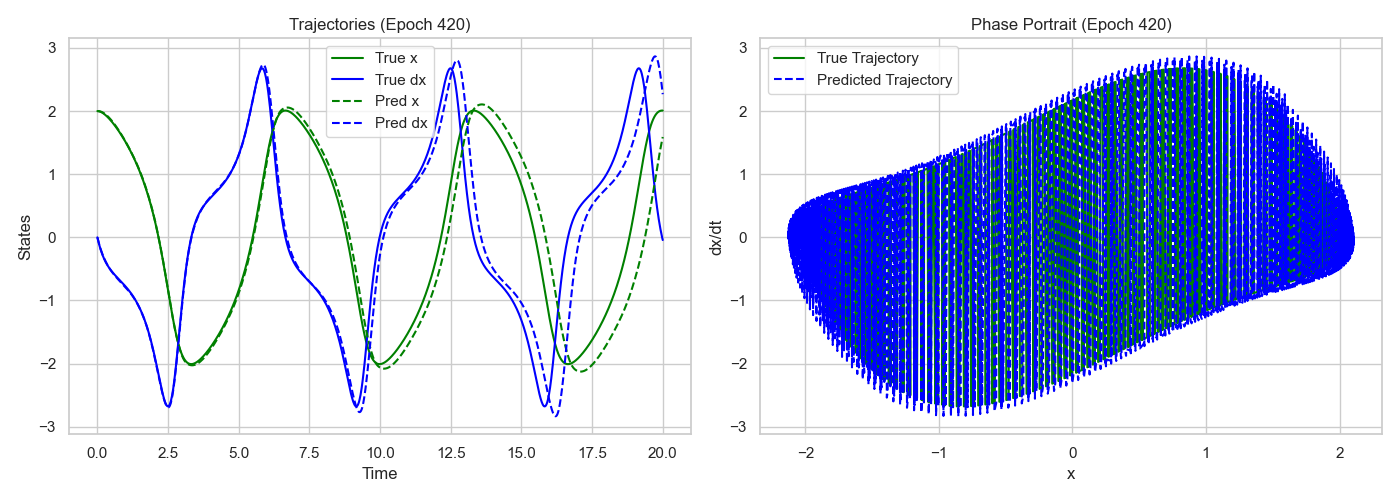 Trajectories (Epoch 420)
True x
True dx
Pred x
Pred dx
States
3
2
1
0
−1
−2
−3
0.0 2.5 5.0 7.5 10.0 12.5 15.0 17.5 20.0
Time
Phase Portrait (Epoch 420)
True Trajectory
Predicted Trajectory
dx/dt
3
2
1
0
−1
−2
−3
−2 −1 0 1 2
x